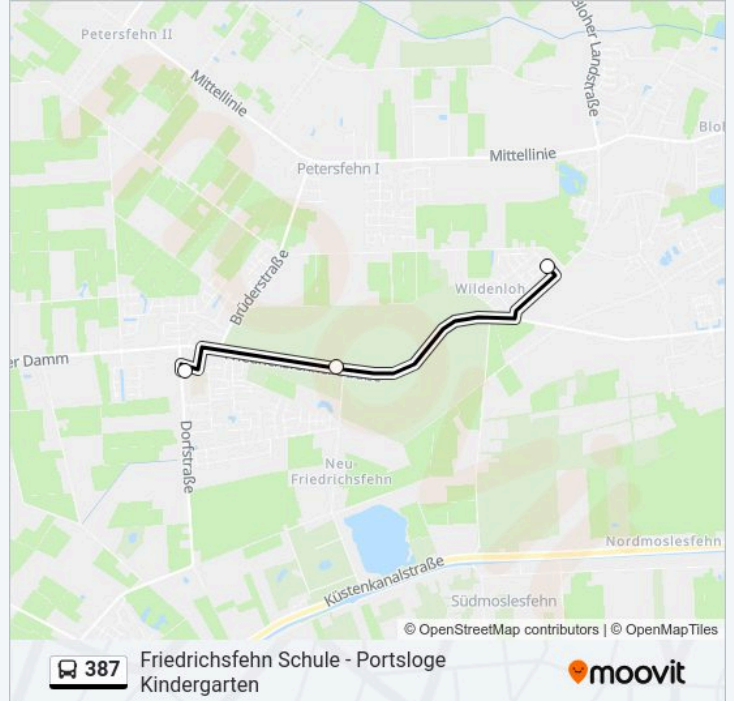 Petersfehn II
Bloher Landstraße
Mittellinie
Bloh
Mittellinie
Petersfehn I
Brüderstraße
Wildenloh
er Damm
Dorfstraße
Neu
Friedrichsfehn
Nordmoslesfehn
Küstenkanalstraße
Südmoslesfehn
© OpenStreetMap contributors | © OpenMapTiles
387
Friedrichsfehn Schule - Portsloge
Kindergarten
moovit